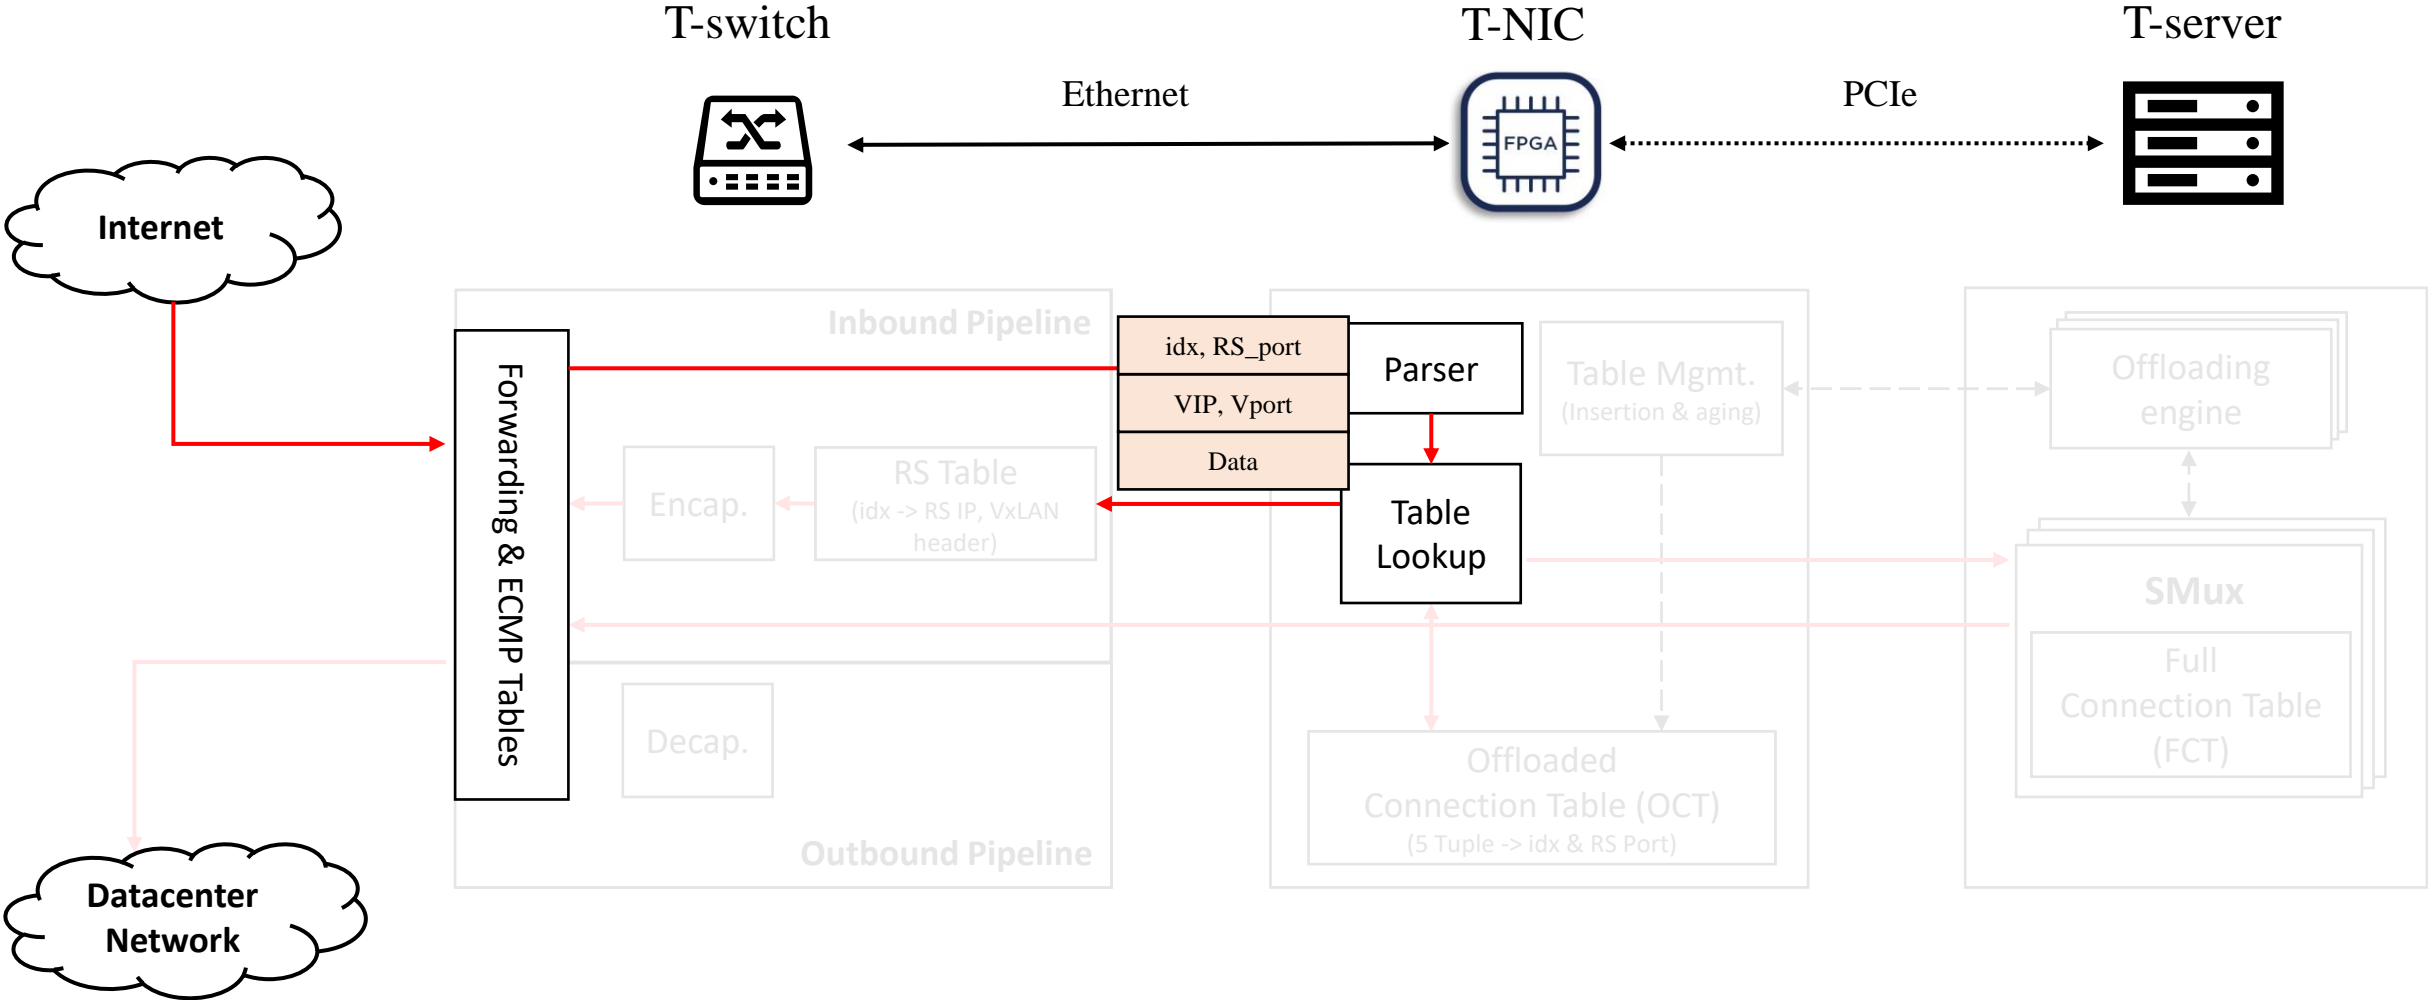 T-switch
T-NIC
T-server
Ethernet
PCIe
FPGA
Internet
Inbound Pipeline
idx, RS_port
VIP, Vport
Data
Parser
Table Mgmt.
(Insertion & aging)
Offloading
engine
Forwarding & ECMP Tables
Encap.
RS Table
(idx -> RS IP, VxLAN
header)
Table
Lookup
SMux
Full
Connection Table
(FCT)
Decap.
Offloaded
Connection Table (OCT)
(5 Tuple -> idx & RS Port)
Outbound Pipeline
Datacenter
Network